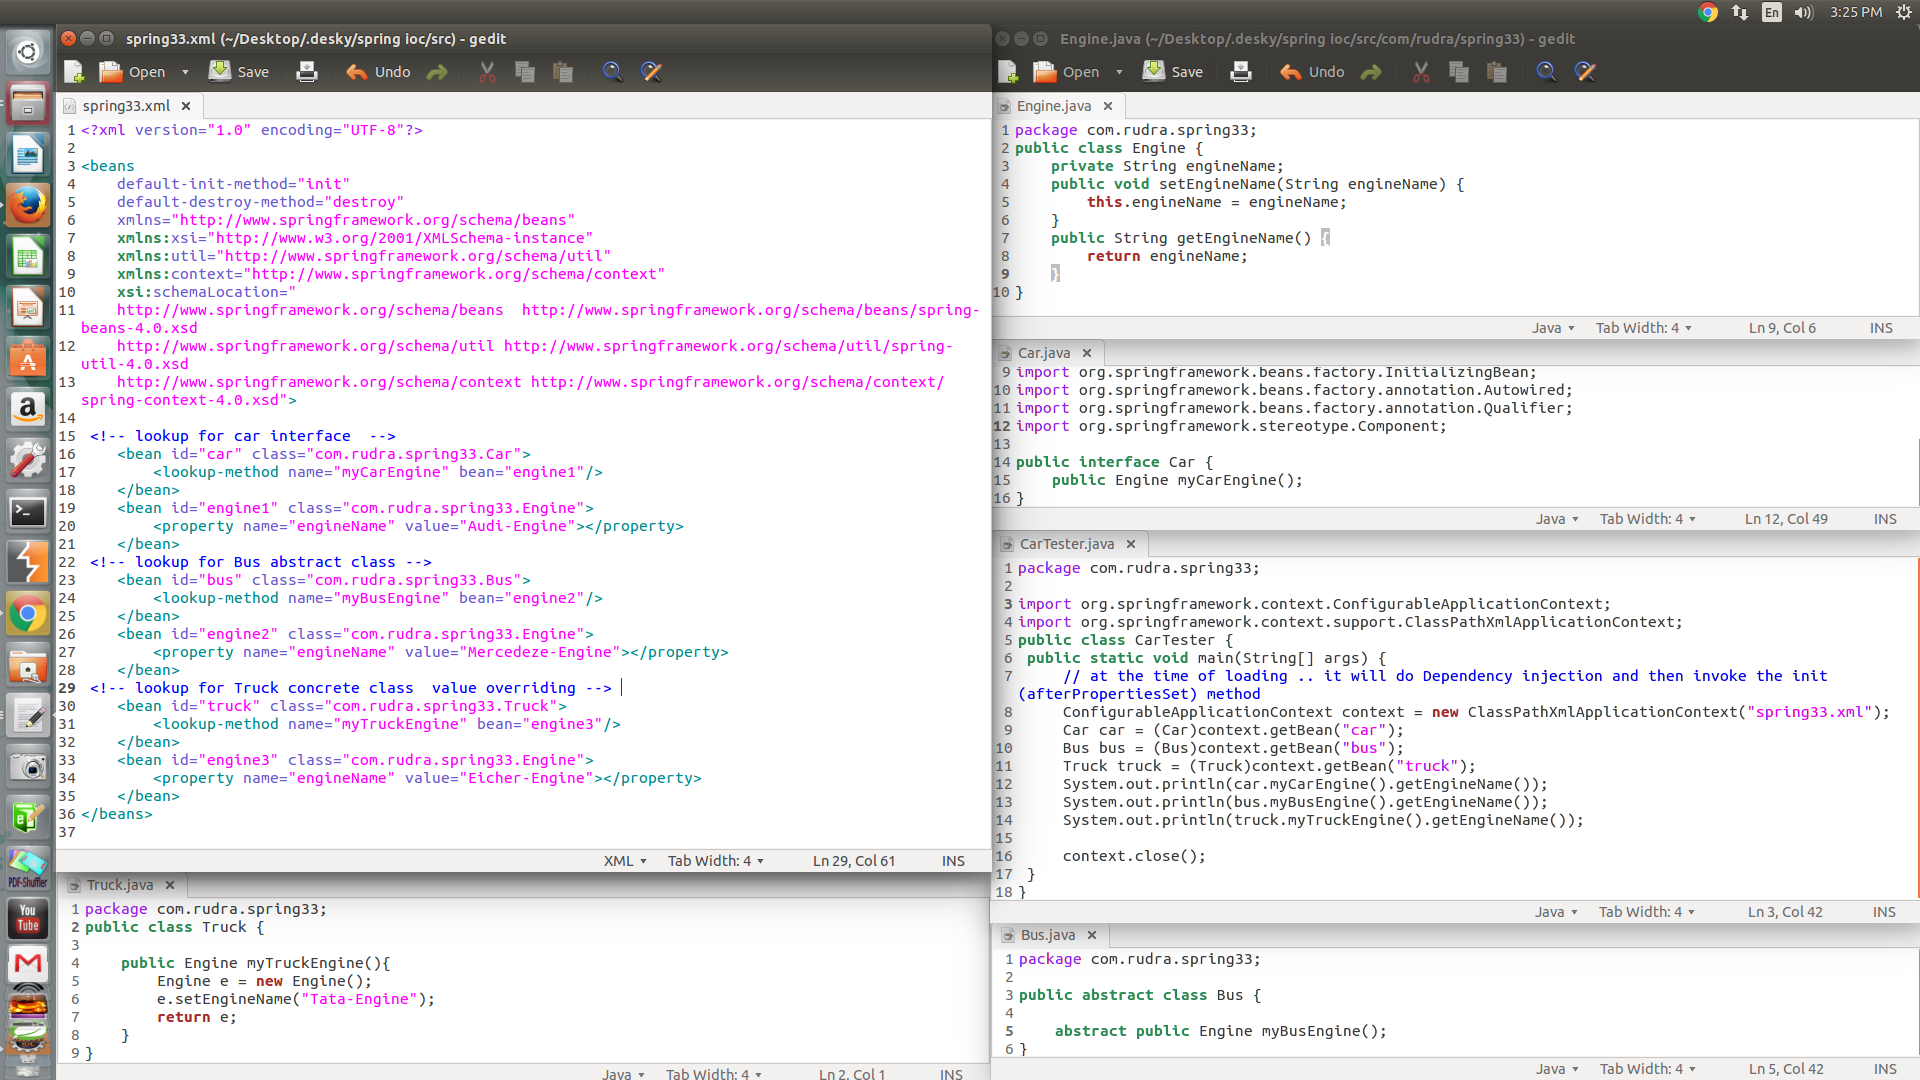 En
3:25 PM
spring33.xml (~/Desktop/.desky/spring ioc/src) - gedit
Open
Save
Undo
spring33.xml
1 <?xml version="1.0" encoding="UTF-8"?>
2
3 <beans
4 default-init-method="init"
5 default-destroy-method="destroy"
6 xmlns="http://www.springframework.org/schema/beans"
7 xmlns:xsi="http://www.w3.org/2001/XMLSchema-instance"
8 xmlns:util="http://www.springframework.org/schema/util"
9 xmlns:context="http://www.springframework.org/schema/context"
10 xsi:schemaLocation="
11 http://www.springframework.org/schema/beans http://www.springframework.org/schema/beans/spring-
beans-4.0.xsd
12 http://www.springframework.org/schema/util http://www.springframework.org/schema/util/spring-
util-4.0.xsd
13 http://www.springframework.org/schema/context http://www.springframework.org/schema/context/
spring-context-4.0.xsd">
14
15 <!-- lookup for car interface -->
16 <bean id="car" class="com.rudra.spring33.Car">
17 <lookup-method name="myCarEngine" bean="engine1"/>
18 </bean>
19 <bean id="engine1" class="com.rudra.spring33.Engine">
20 <property name="engineName" value="Audi-Engine"></property>
21 </bean>
22 <!-- lookup for Bus abstract class -->
23 <bean id="bus" class="com.rudra.spring33.Bus">
24 <lookup-method name="myBusEngine" bean="engine2"/>
25 </bean>
26 <bean id="engine2" class="com.rudra.spring33.Engine">
27 <property name="engineName" value="Mercedeze-Engine"></property>
28 </bean>
29 <!-- lookup for Truck concrete class value overriding -->
30 <bean id="truck" class="com.rudra.spring33.Truck">
31 <lookup-method name="myTruckEngine" bean="engine3"/>
32 </bean>
33 <bean id="engine3" class="com.rudra.spring33.Engine">
34 <property name="engineName" value="Eicher-Engine"></property>
35 </bean>
36 </beans>
37
XML Tab Width: 4 Ln 29, Col 61 INS
Truck.java
1 package com.rudra.spring33;
2 public class Truck {
3
4 public Engine myTruckEngine(){
5 Engine e = new Engine();
6 e.setEngineName("Tata-Engine");
7 return e;
8 }
9 }
Java Tab Width: 4 Ln 2, Col 1 INS
Engine.java (~/Desktop/.desky/spring ioc/src/com/rudra/spring33) - gedit
Open
Save
Undo
Engine.java
1 package com.rudra.spring33;
2 public class Engine {
3 private String engineName;
4 public void setEngineName(String engineName) {
5 this.engineName = engineName;
6 }
7 public String getEngineName() {
8 return engineName;
9 }
10 }
Java Tab Width: 4 Ln 9, Col 6 INS
Car.java
9 import org.springframework.beans.factory.InitializingBean;
10 import org.springframework.beans.factory.annotation.Autowired;
11 import org.springframework.beans.factory.annotation.Qualifier;
12 import org.springframework.stereotype.Component;
13
14 public interface Car {
15 public Engine myCarEngine();
16 }
Java Tab Width: 4 Ln 12, Col 49 INS
CarTester.java
1 package com.rudra.spring33;
2
3 import org.springframework.context.ConfigurableApplicationContext;
4 import org.springframework.context.support.ClassPathXmlApplicationContext;
5 public class CarTester {
6 public static void main(String[] args) {
7 // at the time of loading .. it will do Dependency injection and then invoke the init
(afterPropertiesSet) method
8 ConfigurableApplicationContext context = new ClassPathXmlApplicationContext("spring33.xml");
9 Car car = (Car)context.getBean("car");
10 Bus bus = (Bus)context.getBean("bus");
11 Truck truck = (Truck)context.getBean("truck");
12 System.out.println(car.myCarEngine().getEngineName());
13 System.out.println(bus.myBusEngine().getEngineName());
14 System.out.println(truck.myTruckEngine().getEngineName());
15
16 context.close();
17 }
18 }
Java Tab Width: 4 Ln 3, Col 42 INS
Bus.java
1 package com.rudra.spring33;
2
3 public abstract class Bus {
4
5 abstract public Engine myBusEngine();
6 }
Java Tab Width: 4 Ln 5, Col 42 INS
PDF-Shuffler
You
Tube